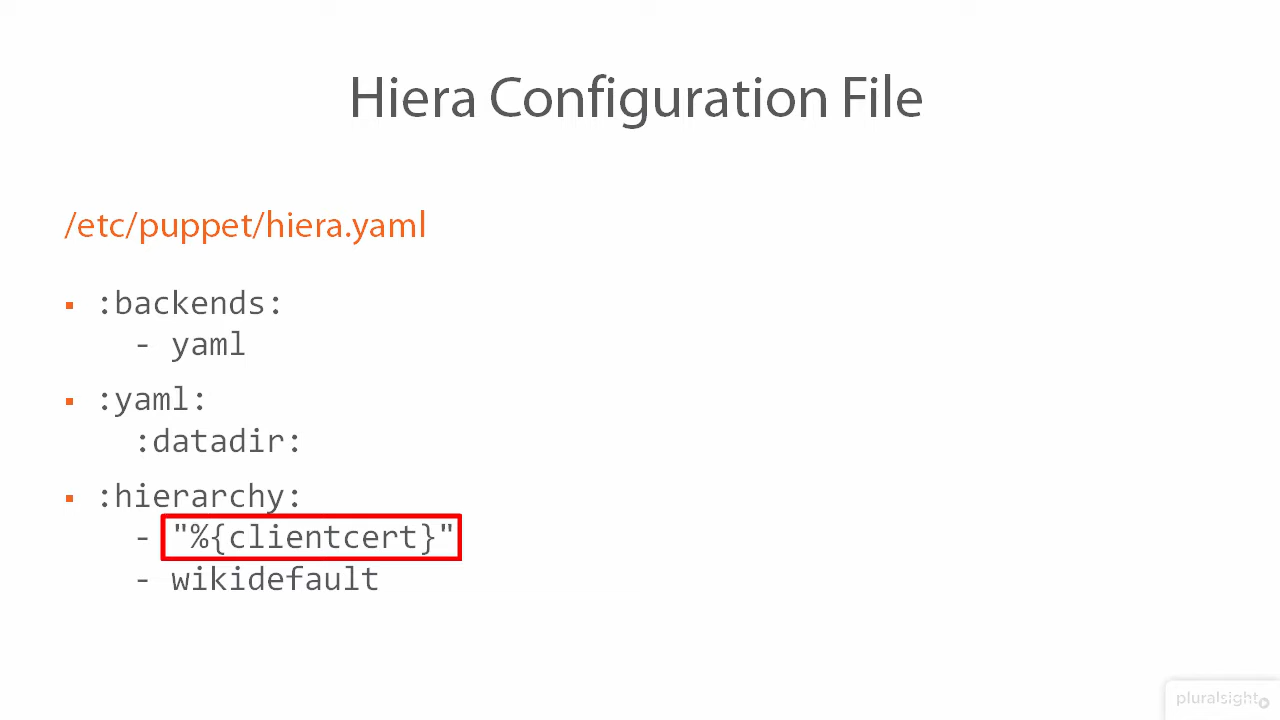 Hiera Configuration File
/etc/puppet/hiera.yaml
▪ :backends:
- yaml
▪ :yaml:
:datadir:
▪ :hierarchy:
- "%{clientcert}"
- wikidefault
pluralsight